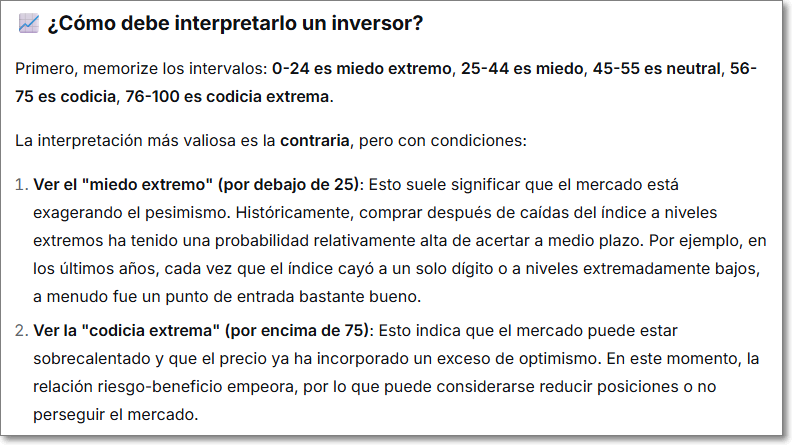 📈 ¿Cómo debe interpretarlo un inversor?
Primero, memorize los intervalos: 0-24 es miedo extremo, 25-44 es miedo, 45-55 es neutral, 56-
75 es codicia, 76-100 es codicia extrema.
La interpretación más valiosa es la contraria, pero con condiciones:
1. Ver el "miedo extremo" (por debajo de 25): Esto suele significar que el mercado está
exagerando el pesimismo. Históricamente, comprar después de caídas del índice a niveles
extremos ha tenido una probabilidad relativamente alta de acertar a medio plazo. Por ejemplo, en
los últimos años, cada vez que el índice cayó a un solo dígito o a niveles extremadamente bajos,
a menudo fue un punto de entrada bastante bueno.
2. Ver la "codicia extrema" (por encima de 75): Esto indica que el mercado puede estar
sobrecalentado y que el precio ya ha incorporado un exceso de optimismo. En este momento, la
relación riesgo-beneficio empeora, por lo que puede considerarse reducir posiciones o no
perseguir el mercado.